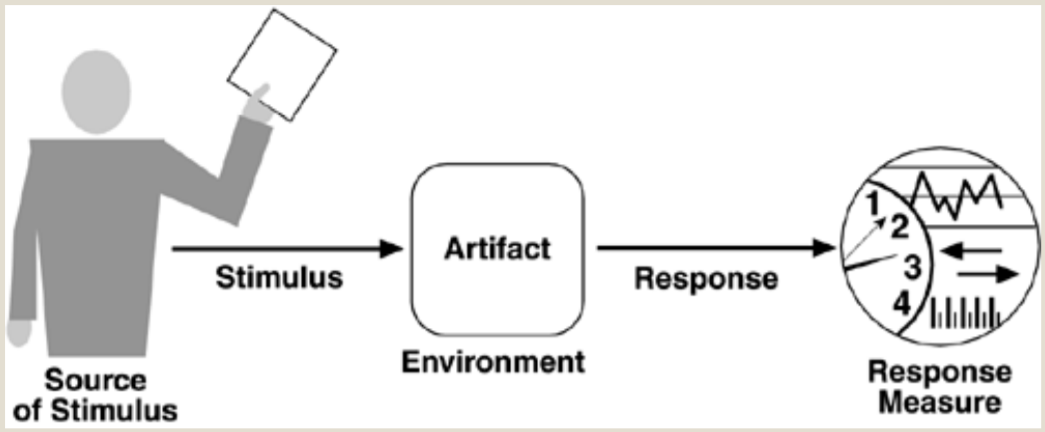 Source
of Stimulus
Stimulus
Artifact
Environment
Response
1
2
3
4
Response
Measure